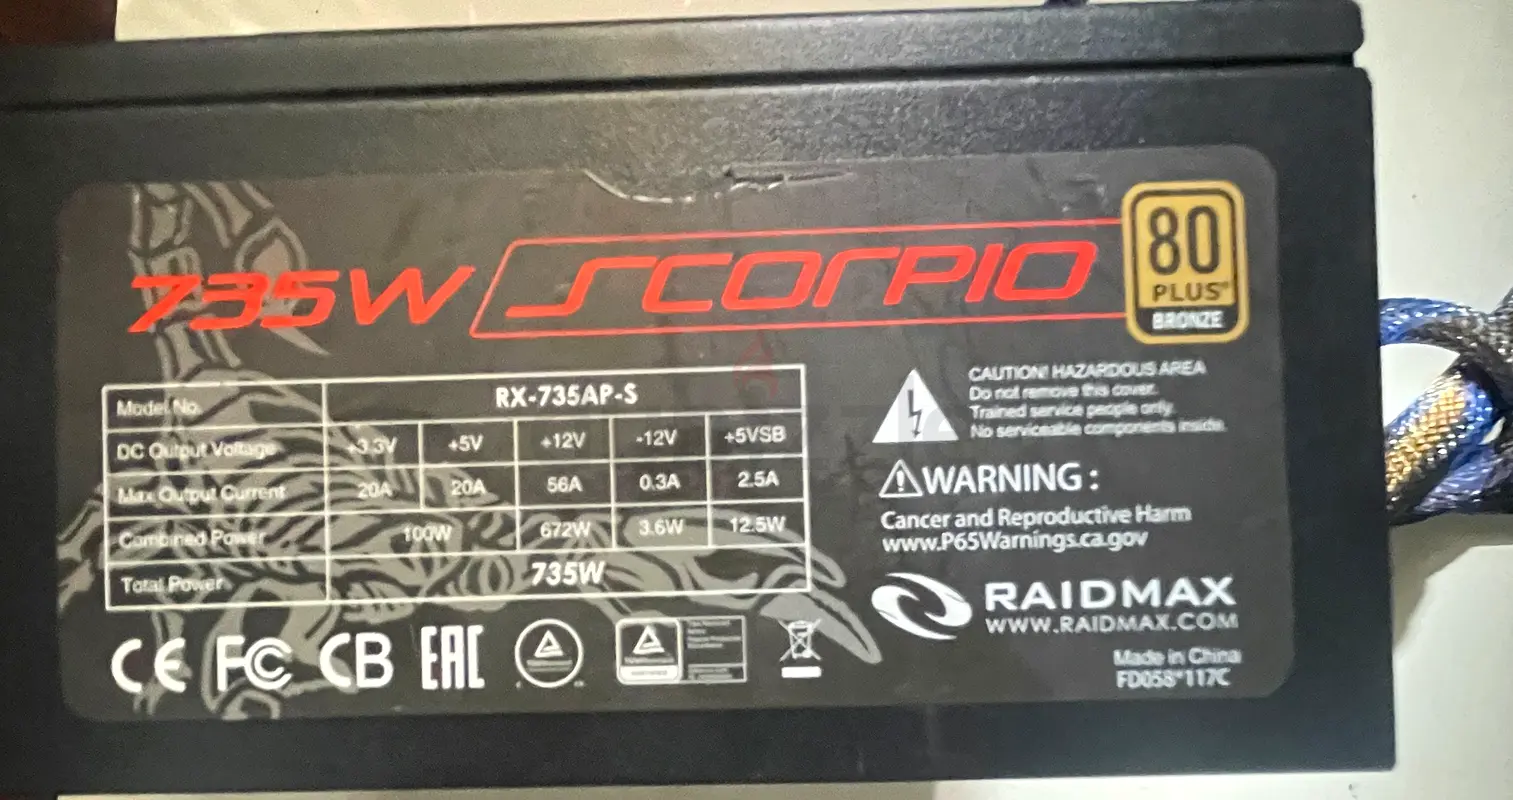 735W SCORPIO
80
PLUS®
BRONZE
Model No. RX-735AP-S
DC Output Voltage +3.3V +5V +12V -12V +5VSB
Max Output Current 20A 20A 56A 0.3A 2.5A
Combined Power 100W 672W 3.6W 12.5W
Total Power 735W
CAUTION! HAZARDOUS AREA
Do not remove this cover.
Trained service people only.
No serviceable components inside.
WARNING :
Cancer and Reproductive Harm
www.P65Warnings.ca.gov
RAIDMAX
WWW.RAIDMAX.COM
Made in China
FD058*117C
CE FC CB EAC